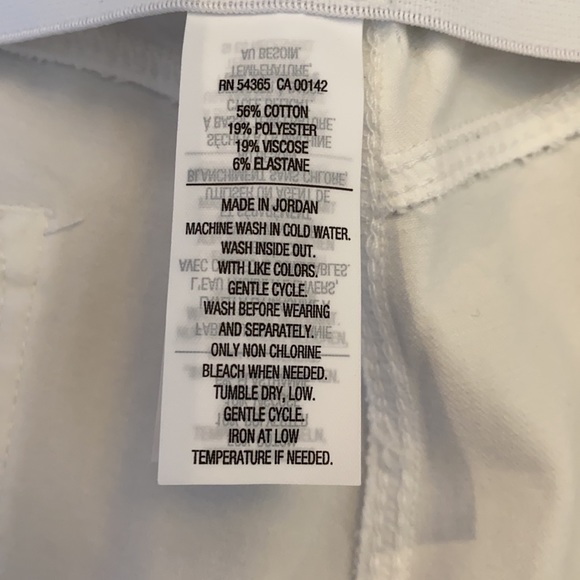 RN 54365 CA 00142
56% COTTON
19% POLYESTER
19% VISCOSE
6% ELASTANE
MADE IN JORDAN
MACHINE WASH IN COLD WATER.
WASH INSIDE OUT.
WITH LIKE COLORS.
GENTLE CYCLE.
WASH BEFORE WEARING
AND SEPARATELY.
ONLY NON CHLORINE
BLEACH WHEN NEEDED.
TUMBLE DRY, LOW.
GENTLE CYCLE.
IRON AT LOW
TEMPERATURE IF NEEDED.